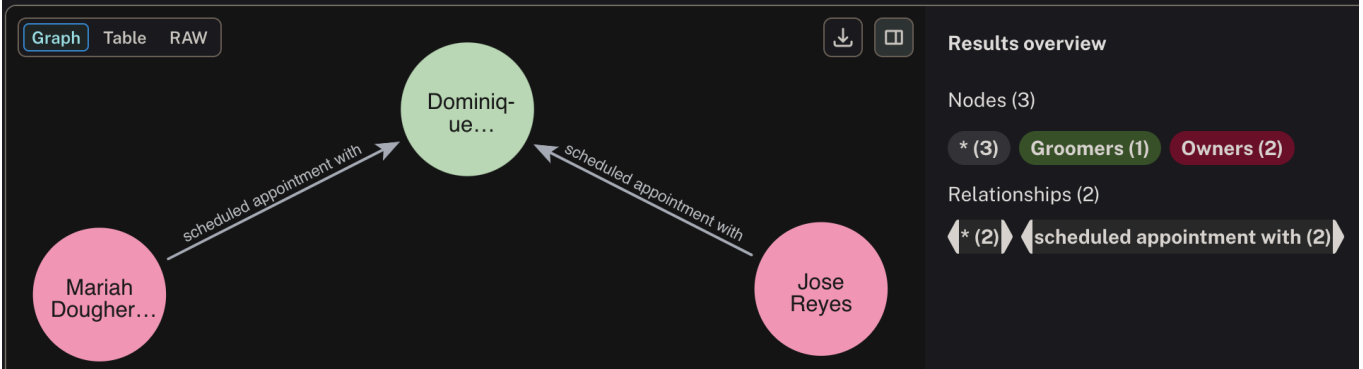 Graph Table RAW
Dominiq-
ue…
scheduled appointment with
scheduled appointment with
Mariah
Dougher…
Jose
Reyes
Results overview
Nodes (3)
* (3) Groomers (1) Owners (2)
Relationships (2)
* (2) scheduled appointment with (2)